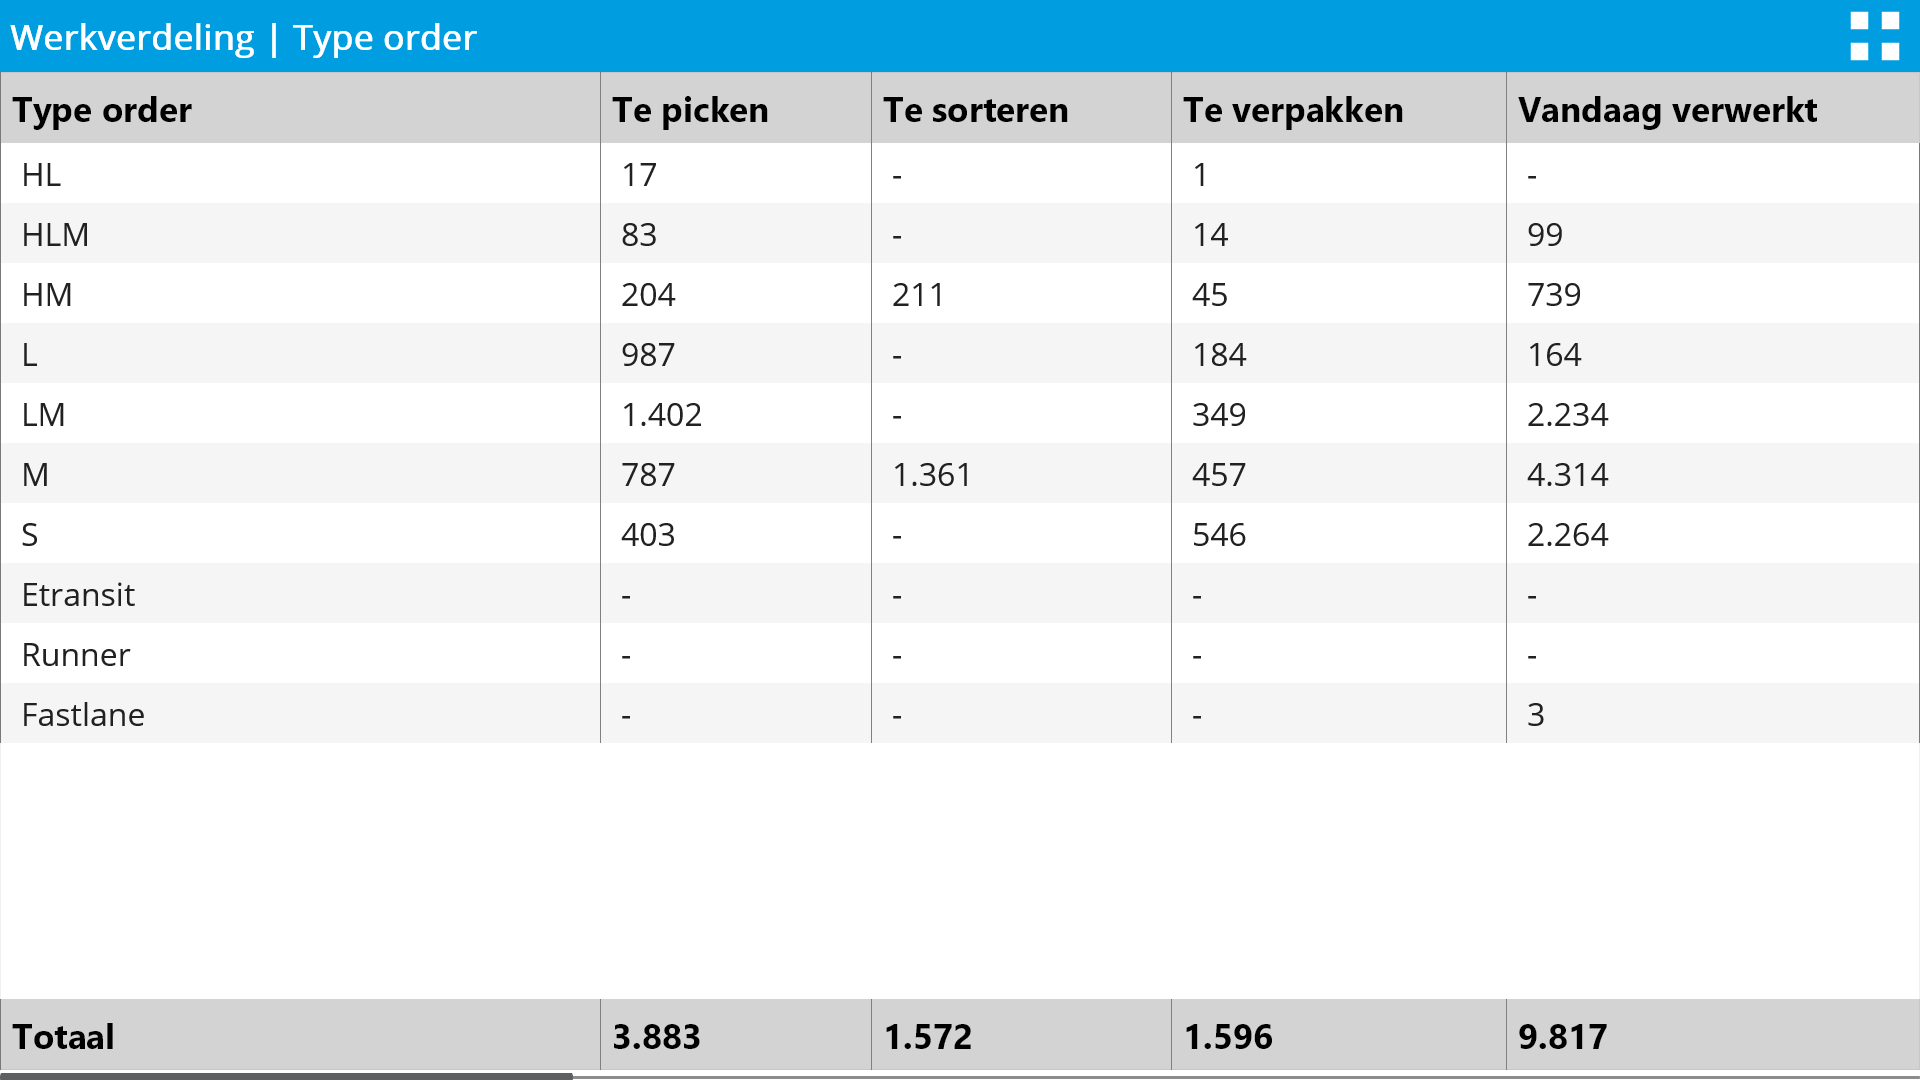 Werkverdeling | Type order
Type order Te picken Te sorteren Te verpakken Vandaag verwerkt
HL 17 - 1 -
HLM 83 - 14 99
HM 204 211 45 739
L 987 - 184 164
LM 1.402 - 349 2.234
M 787 1.361 457 4.314
S 403 - 546 2.264
Etransit - - - -
Runner - - - -
Fastlane - - - 3
Totaal 3.883 1.572 1.596 9.817